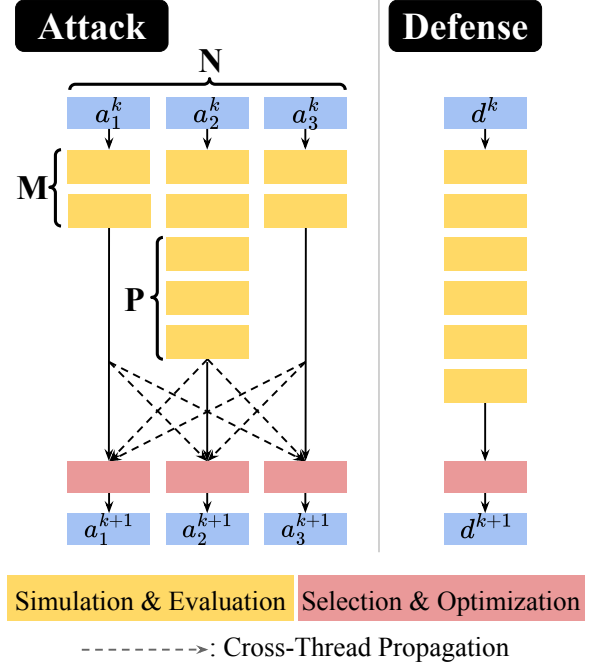 Attack
Defense
N
a_1^k a_2^k a_3^k d^k
M
P
a_1^{k+1} a_2^{k+1} a_3^{k+1} d^{k+1}
Simulation & Evaluation Selection & Optimization
: Cross-Thread Propagation